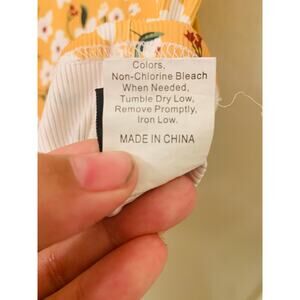 Colors,
Non-Chlorine Bleach
When Needed,
Tumble Dry Low,
Remove Promptly,
Iron Low.
MADE IN CHINA